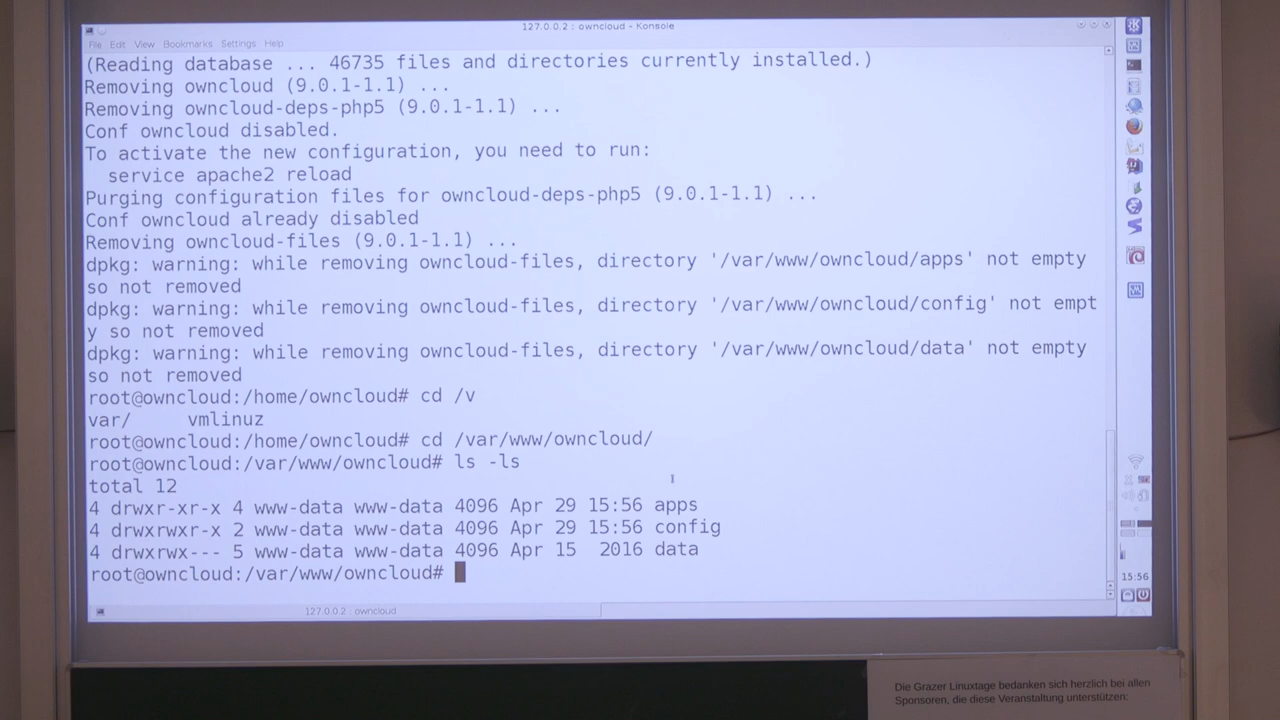 127.0.0.2 : owncloud - Konsole
File Edit View Bookmarks Settings Help
(Reading database ... 46735 files and directories currently installed.)
Removing owncloud (9.0.1-1.1) ...
Removing owncloud-deps-php5 (9.0.1-1.1) ...
Conf owncloud disabled.
To activate the new configuration, you need to run:
service apache2 reload
Purging configuration files for owncloud-deps-php5 (9.0.1-1.1) ...
Conf owncloud already disabled
Removing owncloud-files (9.0.1-1.1) ...
dpkg: warning: while removing owncloud-files, directory '/var/www/owncloud/apps' not empty
so not removed
dpkg: warning: while removing owncloud-files, directory '/var/www/owncloud/config' not empt
y so not removed
dpkg: warning: while removing owncloud-files, directory '/var/www/owncloud/data' not empty
so not removed
root@owncloud:/home/owncloud# cd /v
var/ vmlinuz
root@owncloud:/home/owncloud# cd /var/www/owncloud/
root@owncloud:/var/www/owncloud# ls -ls
total 12
4 drwxr-xr-x 4 www-data www-data 4096 Apr 29 15:56 apps
4 drwxrwxr-x 2 www-data www-data 4096 Apr 29 15:56 config
4 drwxrwx--- 5 www-data www-data 4096 Apr 15 2016 data
root@owncloud:/var/www/owncloud#
15:56
127.0.0.2 : owncloud
Die Grazer Linuxtage bedanken sich herzlich bei allen
Sponsoren, die diese Veranstaltung unterstützen: